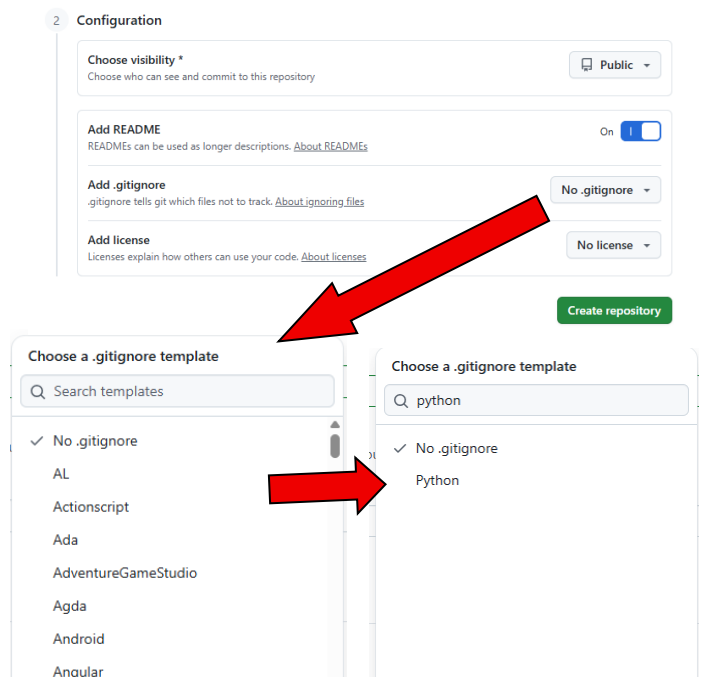 2 Configuration
Choose visibility *
Choose who can see and commit to this repository
Public
Add README
READMEs can be used as longer descriptions. About READMEs
On
Add .gitignore
.gitignore tells git which files not to track. About ignoring files
No .gitignore
Add license
Licenses explain how others can use your code. About licenses
No license
Create repository
Choose a .gitignore template
Search templates
No .gitignore
AL
Actionscript
Ada
AdventureGameStudio
Agda
Android
Angular
Choose a .gitignore template
python
No .gitignore
Python